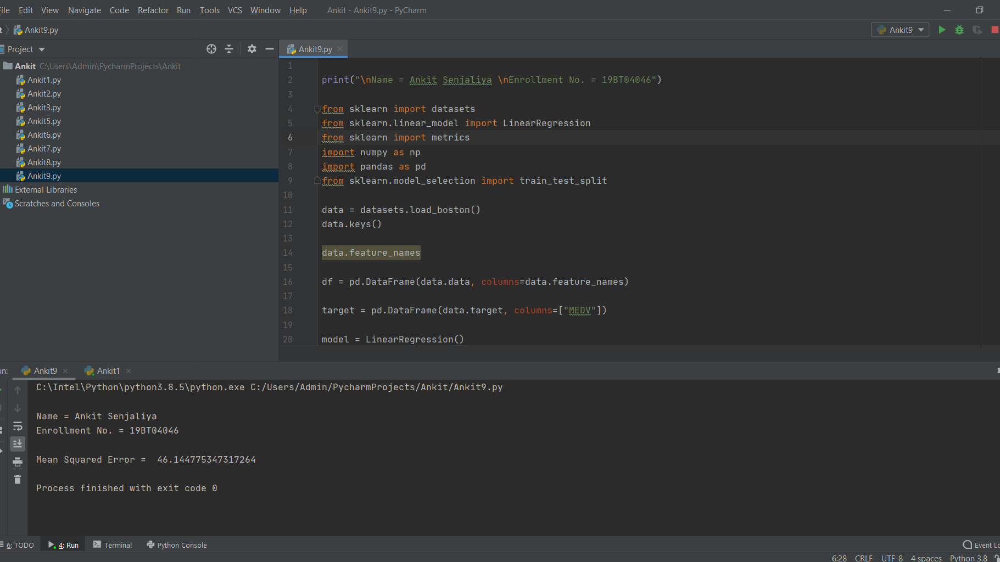 ile Edit View Navigate Code Refactor Run Tools VCS Window Help Ankit - Ankit9.py - PyCharm
t Ankit9.py Ankit9
Project Ankit9.py
Ankit C:\Users\Admin\PycharmProjects\Ankit
Ankit1.py
Ankit2.py
Ankit3.py
Ankit5.py
Ankit6.py
Ankit7.py
Ankit8.py
Ankit9.py
External Libraries
Scratches and Consoles
1
2 print("\nName = Ankit Senjaliya \nEnrollment No. = 19BT04046")
3
4 from sklearn import datasets
5 from sklearn.linear_model import LinearRegression
6 from sklearn import metrics
7 import numpy as np
8 import pandas as pd
9 from sklearn.model_selection import train_test_split
10
11 data = datasets.load_boston()
12 data.keys()
13
14 data.feature_names
15
16 df = pd.DataFrame(data.data, columns=data.feature_names)
17
18 target = pd.DataFrame(data.target, columns=["MEDV"])
19
20 model = LinearRegression()
un: Ankit9 Ankit1
C:\Intel\Python\python3.8.5\python.exe C:/Users/Admin/PycharmProjects/Ankit/Ankit9.py
Name = Ankit Senjaliya
Enrollment No. = 19BT04046
Mean Squared Error =  46.144775347317264
Process finished with exit code 0
6: TODO 4: Run Terminal Python Console Event Lo
6:28 CRLF UTF-8 4 spaces Python 3.8